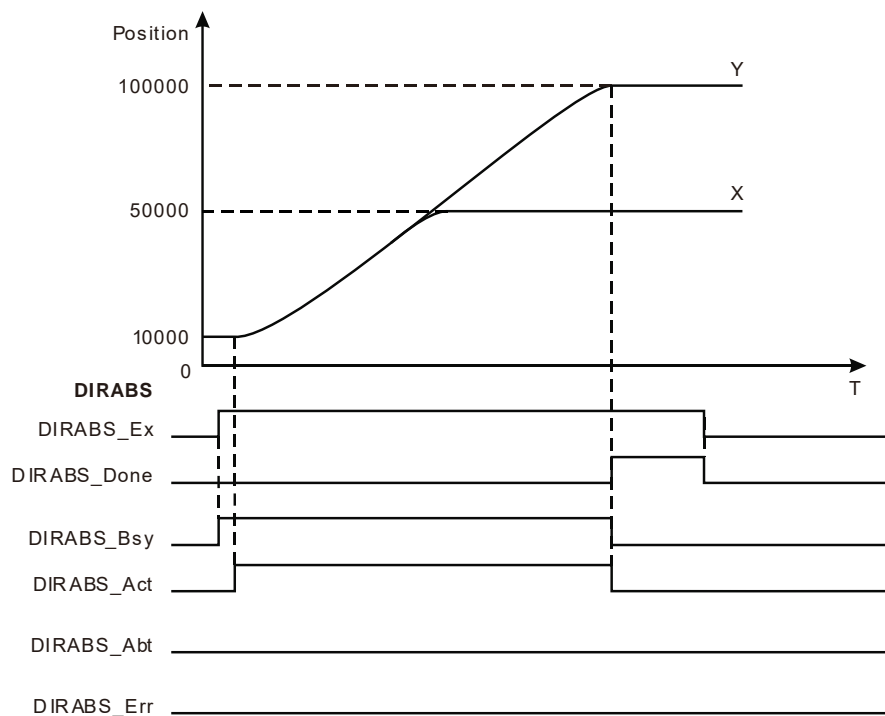 Position
Y
100000
X
50000
10000
0
T
DIRABS
DIRABS_Ex
DIRABS_Done
DIRABS_Bsy
DIRABS_Act
DIRABS_Abt
DIRABS_Err